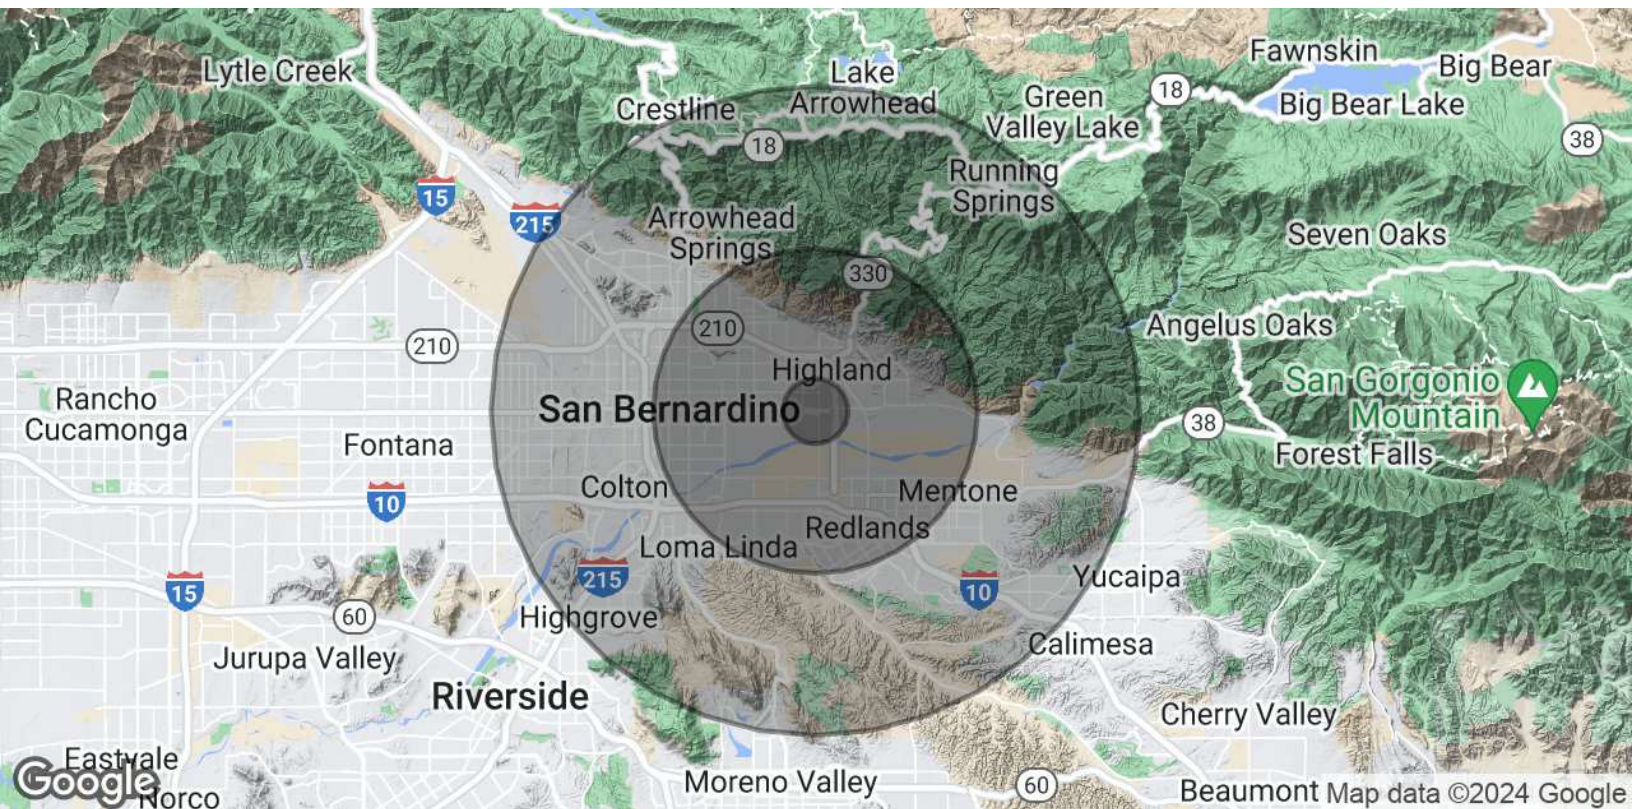 Lytle Creek
Fawnskin
Big Bear
Lake
Arrowhead
Crestline
Green
Valley Lake
18
Big Bear Lake
38
18
Running
Springs
15
215
Arrowhead
Springs
Seven Oaks
330
210
210
Angelus Oaks
Highland
San Gorgonio
Mountain
Rancho
Cucamonga
San Bernardino
38
Fontana
Forest Falls
10
Colton
Mentone
Redlands
Loma Linda
15
215
10
Yucaipa
60
Highgrove
Calimesa
Jurupa Valley
Riverside
Cherry Valley
Eastvale
Google
Norco
Moreno Valley
60
Beaumont
Map data ©2024 Google